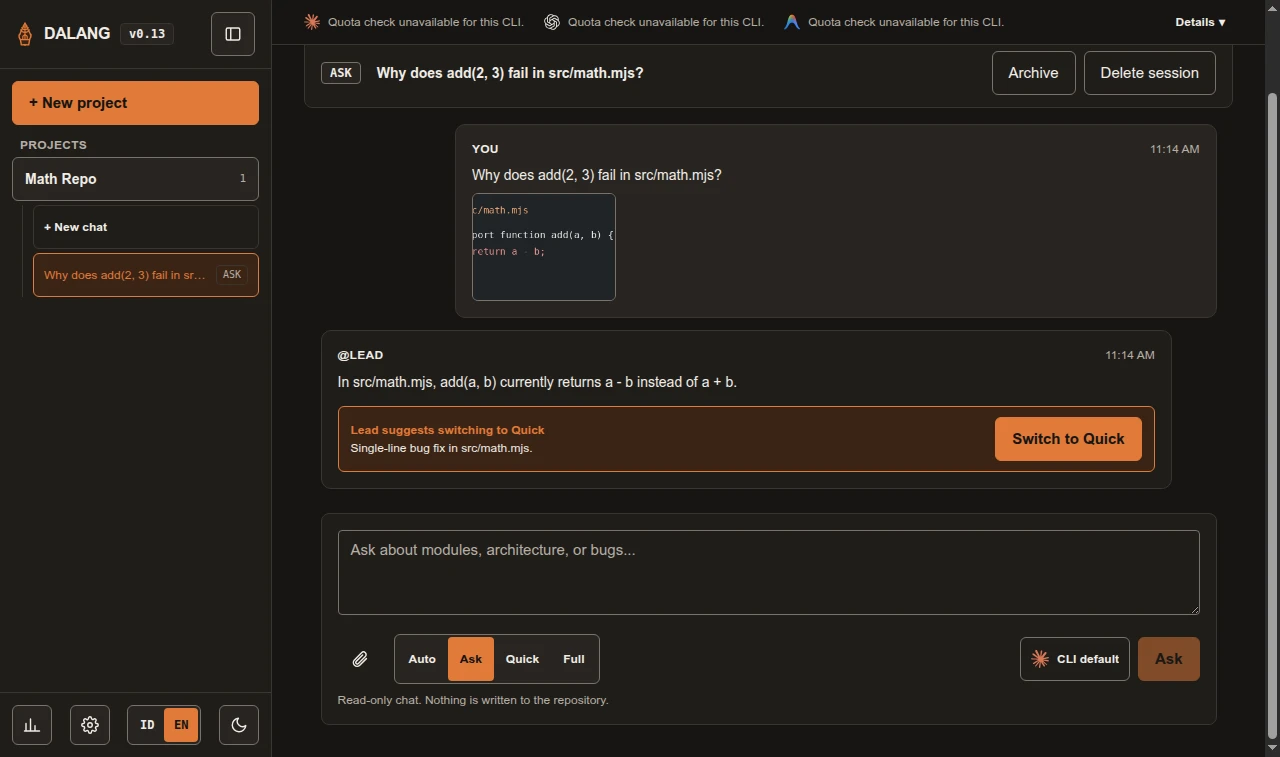 DALANG v0.13
+ New project
PROJECTS
Math Repo 1
+ New chat
Why does add(2, 3) fail in sr... ASK
ID EN
Quota check unavailable for this CLI. Quota check unavailable for this CLI. Quota check unavailable for this CLI. Details ▾
ASK Why does add(2, 3) fail in src/math.mjs? Archive Delete session
YOU 11:14 AM
Why does add(2, 3) fail in src/math.mjs?
c/math.mjs
port function add(a, b) {
return a - b;
@LEAD 11:14 AM
In src/math.mjs, add(a, b) currently returns a - b instead of a + b.
Lead suggests switching to Quick
Single-line bug fix in src/math.mjs.
Switch to Quick
Ask about modules, architecture, or bugs...
Auto Ask Quick Full CLI default Ask
Read-only chat. Nothing is written to the repository.